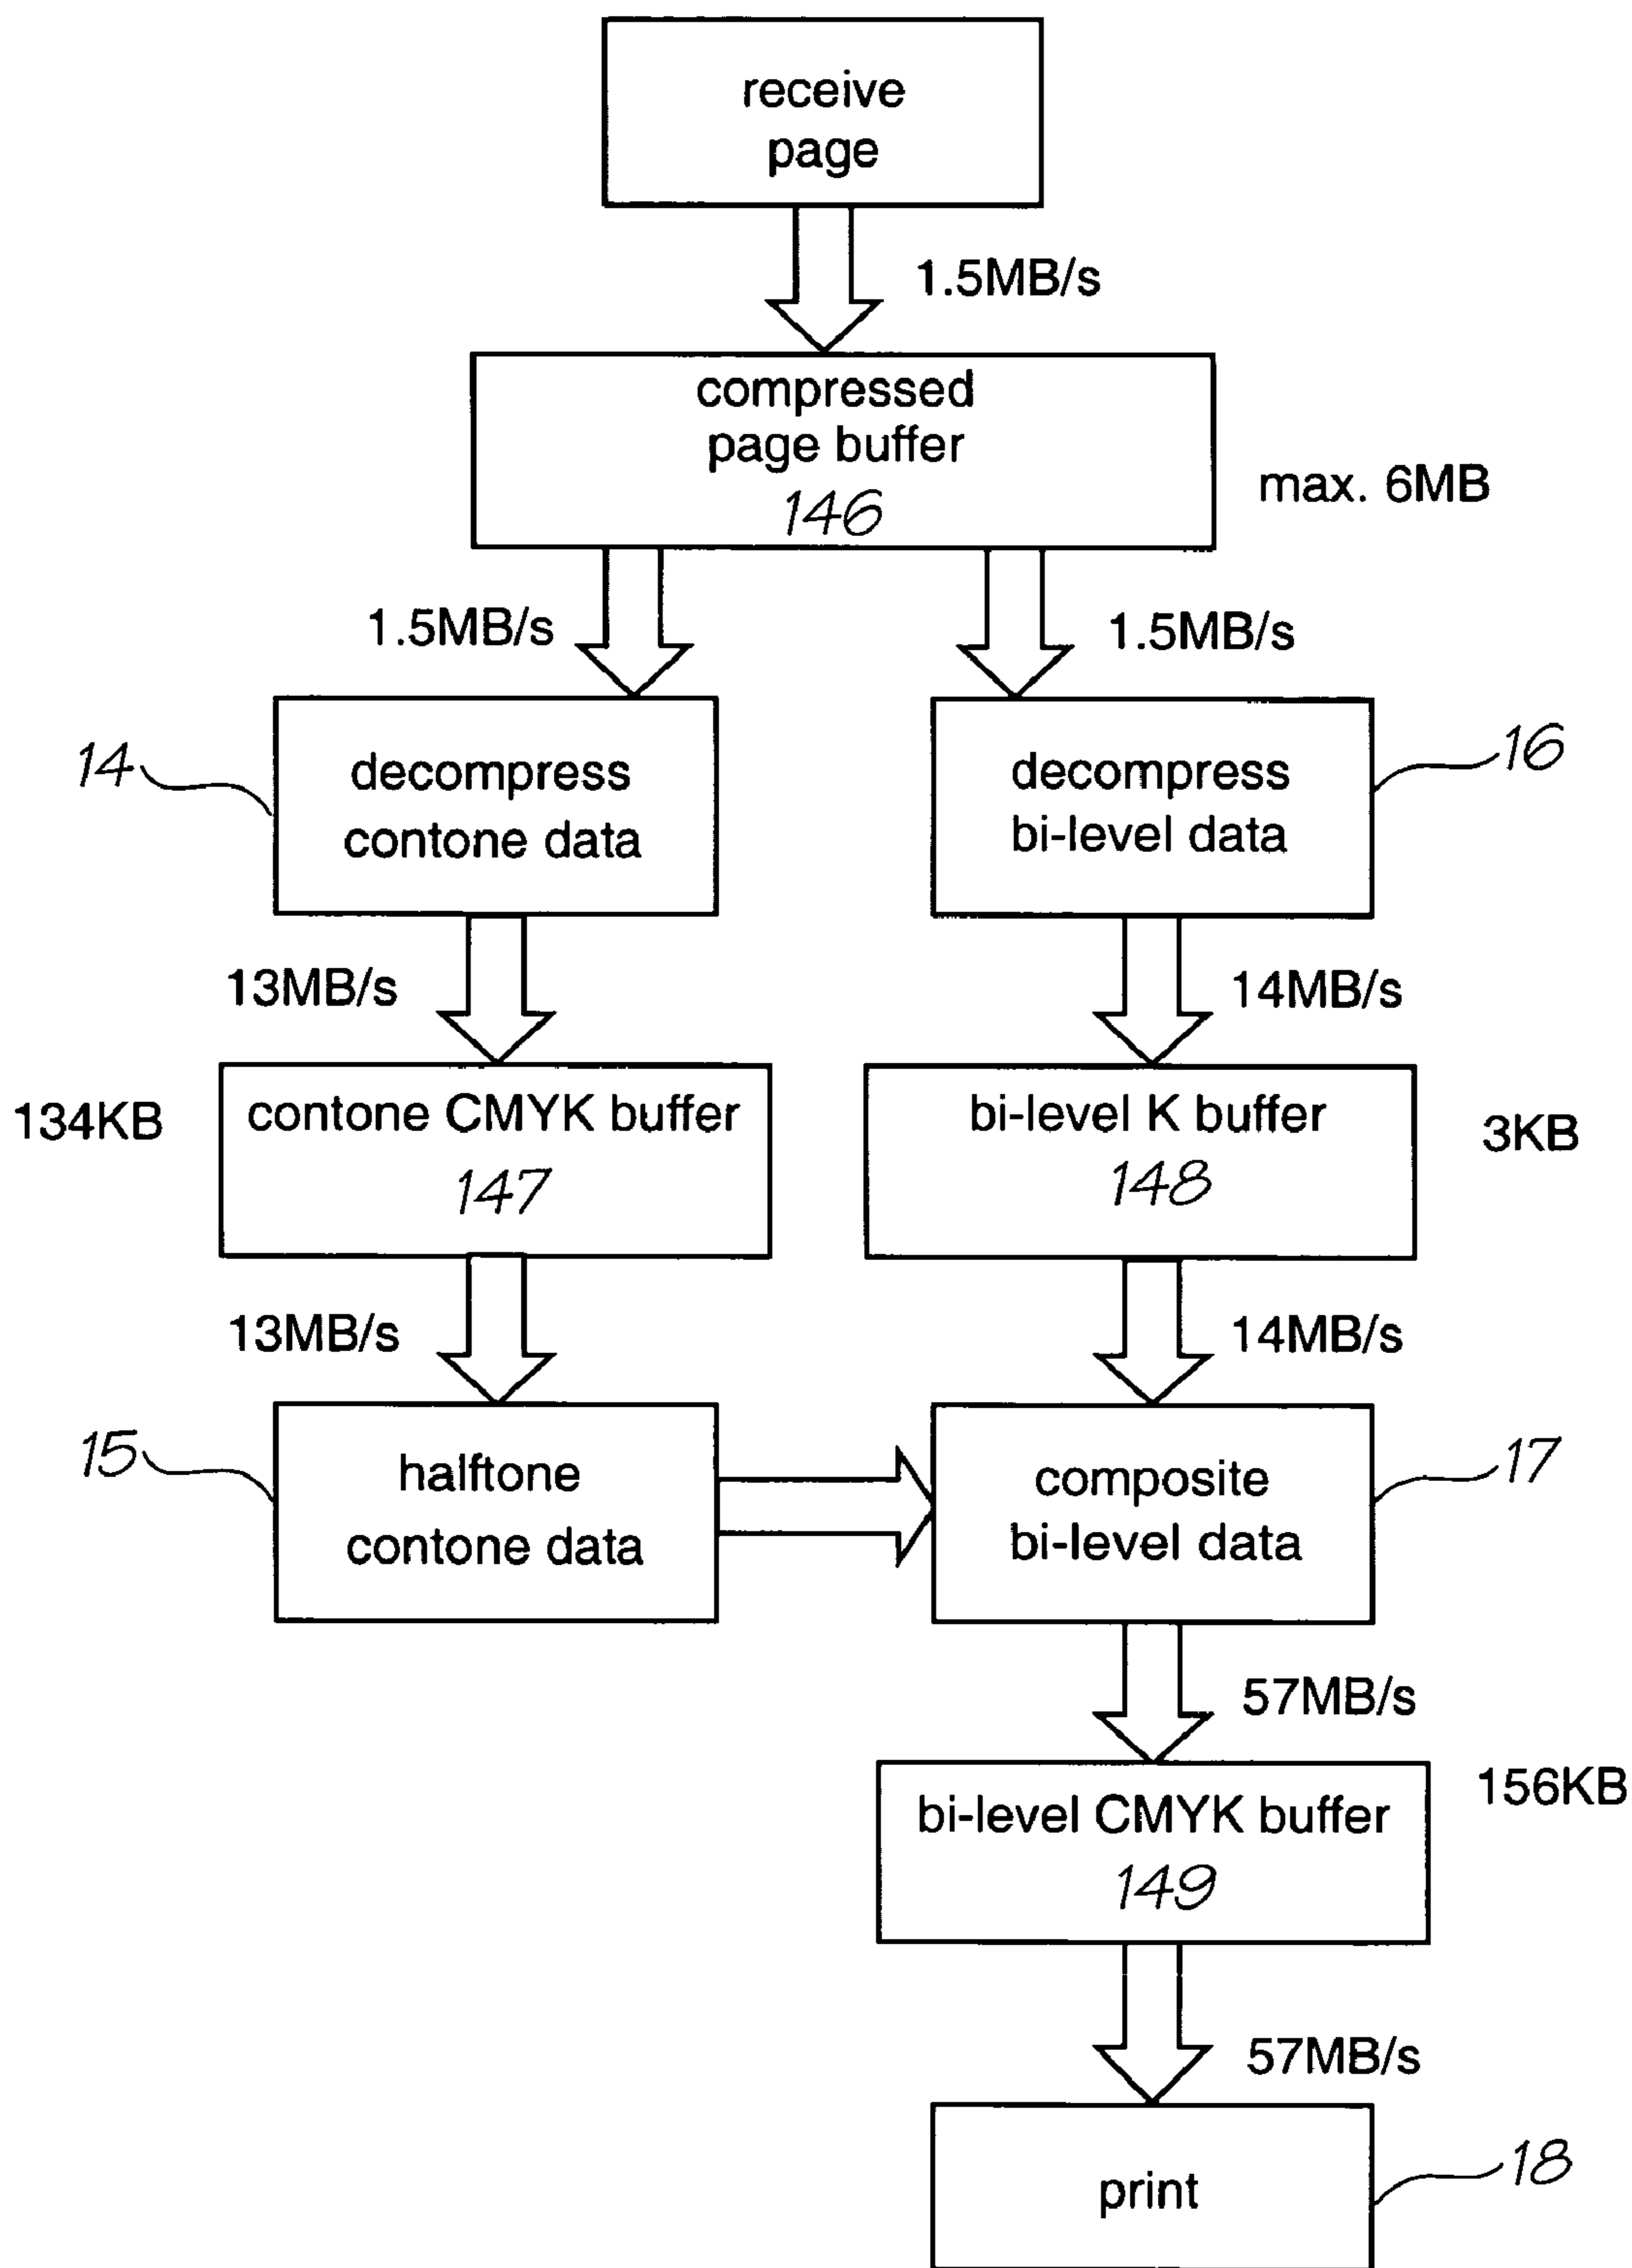 receive
page
1.5MB/s
compressed
page buffer
146
max. 6MB
1.5MB/s
1.5MB/s
14
decompress
contone data
decompress
bi-level data
16
13MB/s
14MB/s
134KB
contone CMYK buffer
147
bi-level K buffer
148
3KB
13MB/s
14MB/s
15
halftone
contone data
composite
bi-level data
17
57MB/s
bi-level CMYK buffer
149
156KB
57MB/s
print
18